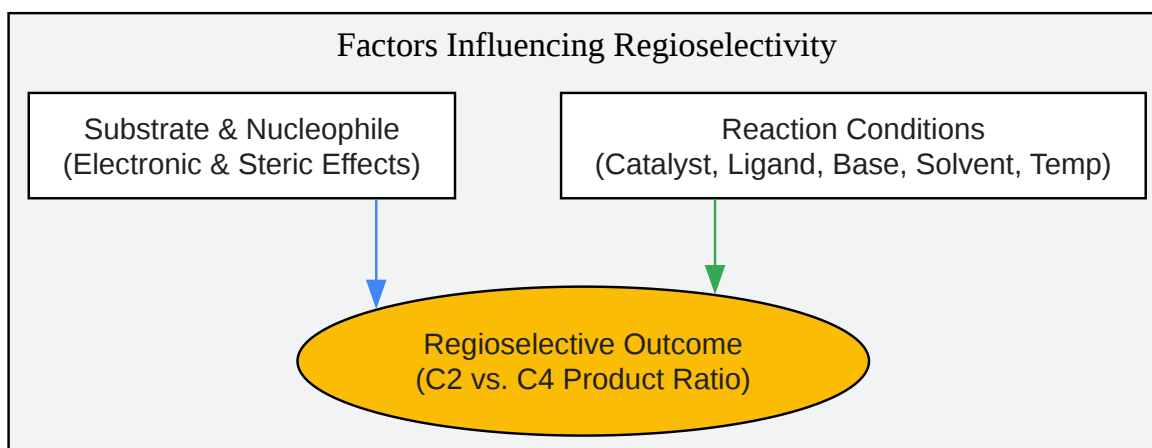 Factors Influencing Regioselectivity
Substrate & Nucleophile
(Electronic & Steric Effects)
Reaction Conditions
(Catalyst, Ligand, Base, Solvent, Temp)
Regioselective Outcome
(C2 vs. C4 Product Ratio)